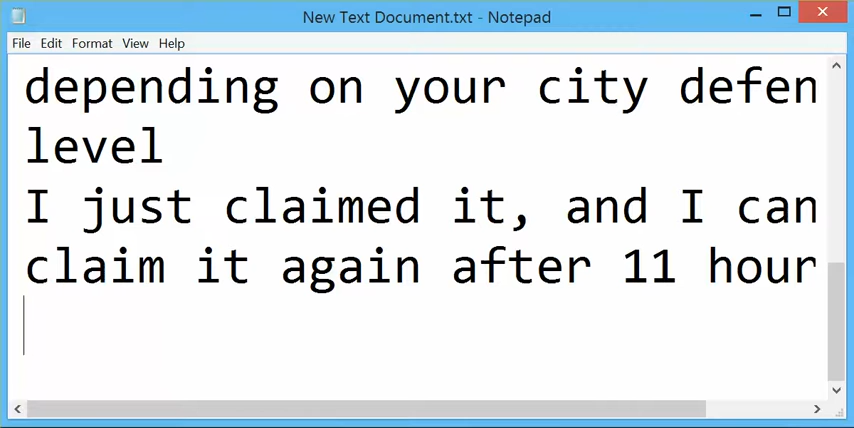 New Text Document.txt - Notepad
File Edit Format View Help
depending on your city defen
level
I just claimed it, and I can
claim it again after 11 hour